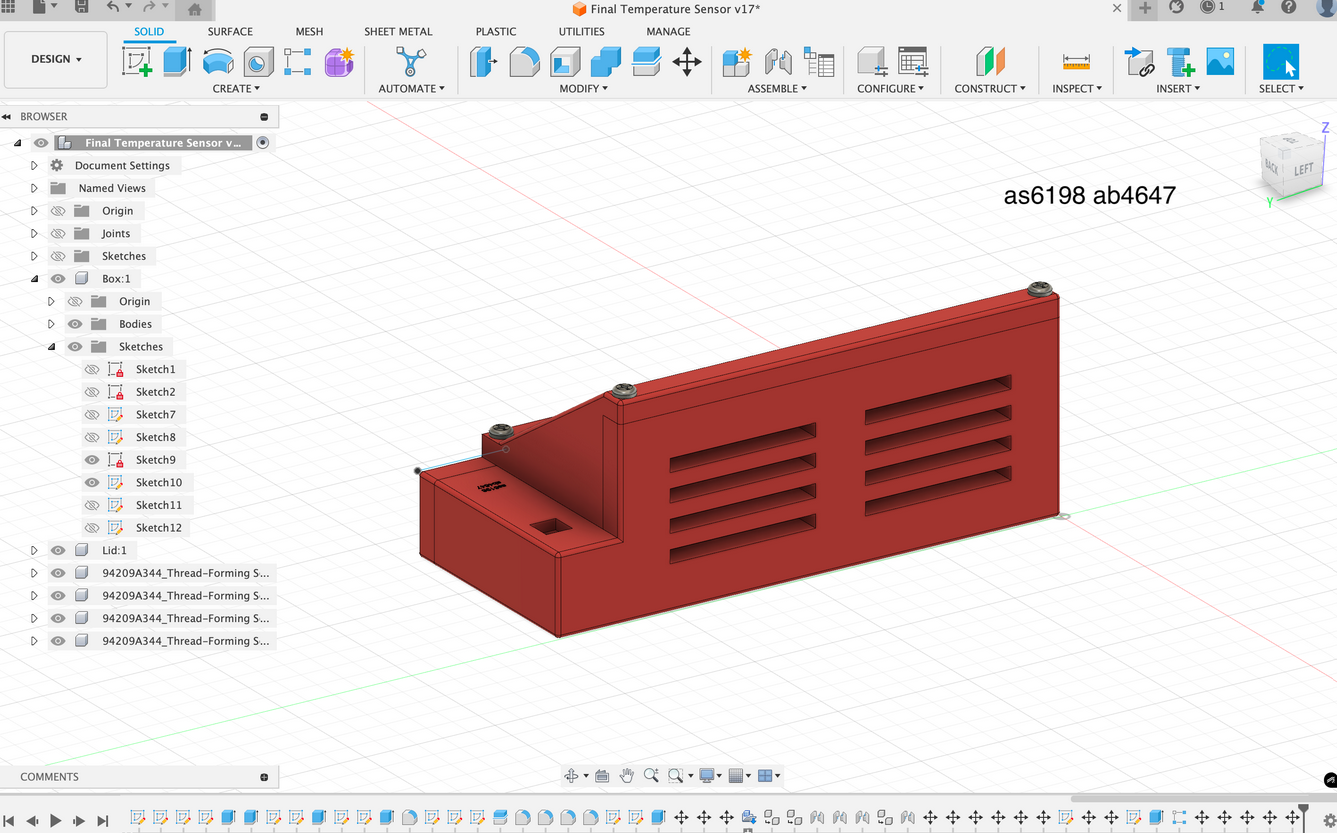 Final Temperature Sensor v17*
1
SOLID SURFACE MESH SHEET METAL PLASTIC UTILITIES MANAGE
DESIGN
CREATE AUTOMATE MODIFY ASSEMBLE CONFIGURE CONSTRUCT INSPECT INSERT SELECT
BROWSER
Final Temperature Sensor v...
Document Settings
Named Views
Origin
Joints
Sketches
Box:1
Origin
Bodies
Sketches
Sketch1
Sketch2
Sketch7
Sketch8
Sketch9
Sketch10
Sketch11
Sketch12
Lid:1
94209A344_Thread-Forming S...
94209A344_Thread-Forming S...
94209A344_Thread-Forming S...
94209A344_Thread-Forming S...
as6198 ab4647
Z
BACK LEFT
Y
COMMENTS